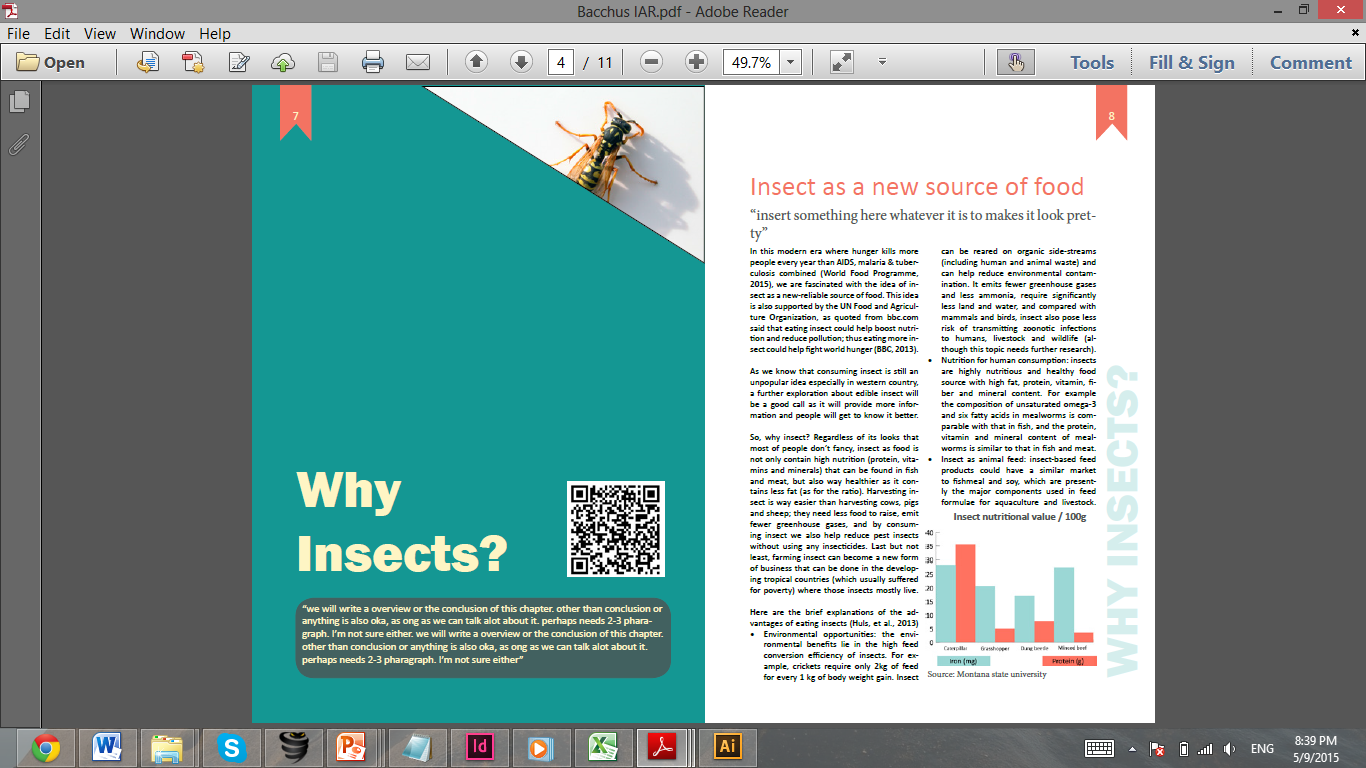 Bacchus IAR.pdf - Adobe Reader
File Edit View Window Help
Open 4 / 11 49.7% Tools Fill & Sign Comment
7
Why
Insects?
“we will write a overview or the conclusion of this chapter. other than conclusion or
anything is also oka, as ong as we can talk alot about it. perhaps needs 2-3 phara-
graph. I’m not sure either. we will write a overview or the conclusion of this chapter.
other than conclusion or anything is also oka, as ong as we can talk alot about it.
perhaps needs 2-3 pharagraph. I’m not sure either”
8
Insect as a new source of food
“insert something here whatever it is to makes it look pret-
ty”
In this modern era where hunger kills more
people every year than AIDS, malaria & tuber-
culosis combined (World Food Programme,
2015), we are fascinated with the idea of in-
sect as a new-reliable source of food. This idea
is also supported by the UN Food and Agricul-
ture Organization, as quoted from bbc.com
said that eating insect could help boost nutri-
tion and reduce pollution; thus eating more in-
sect could help fight world hunger (BBC, 2013).
As we know that consuming insect is still an
unpopular idea especially in western country,
a further exploration about edible insect will
be a good call as it will provide more infor-
mation and people will get to know it better.
So, why insect? Regardless of its looks that
most of people don’t fancy, insect as food is
not only contain high nutrition (protein, vita-
mins and minerals) that can be found in fish
and meat, but also way healthier as it con-
tains less fat (as for the ratio). Harvesting in-
sect is way easier than harvesting cows, pigs
and sheep; they need less food to raise, emit
fewer greenhouse gases, and by consum-
ing insect we also help reduce pest insects
without using any insecticides. Last but not
least, farming insect can become a new form
of business that can be done in the develop-
ing tropical countries (which usually suffered
for poverty) where those insects mostly live.
Here are the brief explanations of the ad-
vantages of eating insects (Huls, et al., 2013)
• Environmental opportunities: the envi-
ronmental benefits lie in the high feed
conversion efficiency of insects. For ex-
ample, crickets require only 2kg of feed
for every 1 kg of body weight gain. Insect
can be reared on organic side-streams
(including human and animal waste) and
can help reduce environmental contam-
ination. It emits fewer greenhouse gases
and less ammonia, require significantly
less land and water, and compared with
mammals and birds, insect also pose less
risk of transmitting zoonotic infections
to humans, livestock and wildlife (al-
though this topic needs further research).
• Nutrition for human consumption: insects
are highly nutritious and healthy food
source with high fat, protein, vitamin, fi-
ber and mineral content. For example
the composition of unsaturated omega-3
and six fatty acids in mealworms is com-
parable with that in fish, and the protein,
vitamin and mineral content of meal-
worms is similar to that in fish and meat.
• Insect as animal feed: insect-based feed
products could have a similar market
to fishmeal and soy, which are present-
ly the major components used in feed
formulae for aquaculture and livestock.
Insect nutritional value / 100g
40
35
30
25
20
15
10
5
0
Caterpillar Grasshopper Dung beetle Minced beef
Iron (mg) Protein (g)
Source: Montana state university
WHY INSECTS?
ENG
8:39 PM
5/9/2015